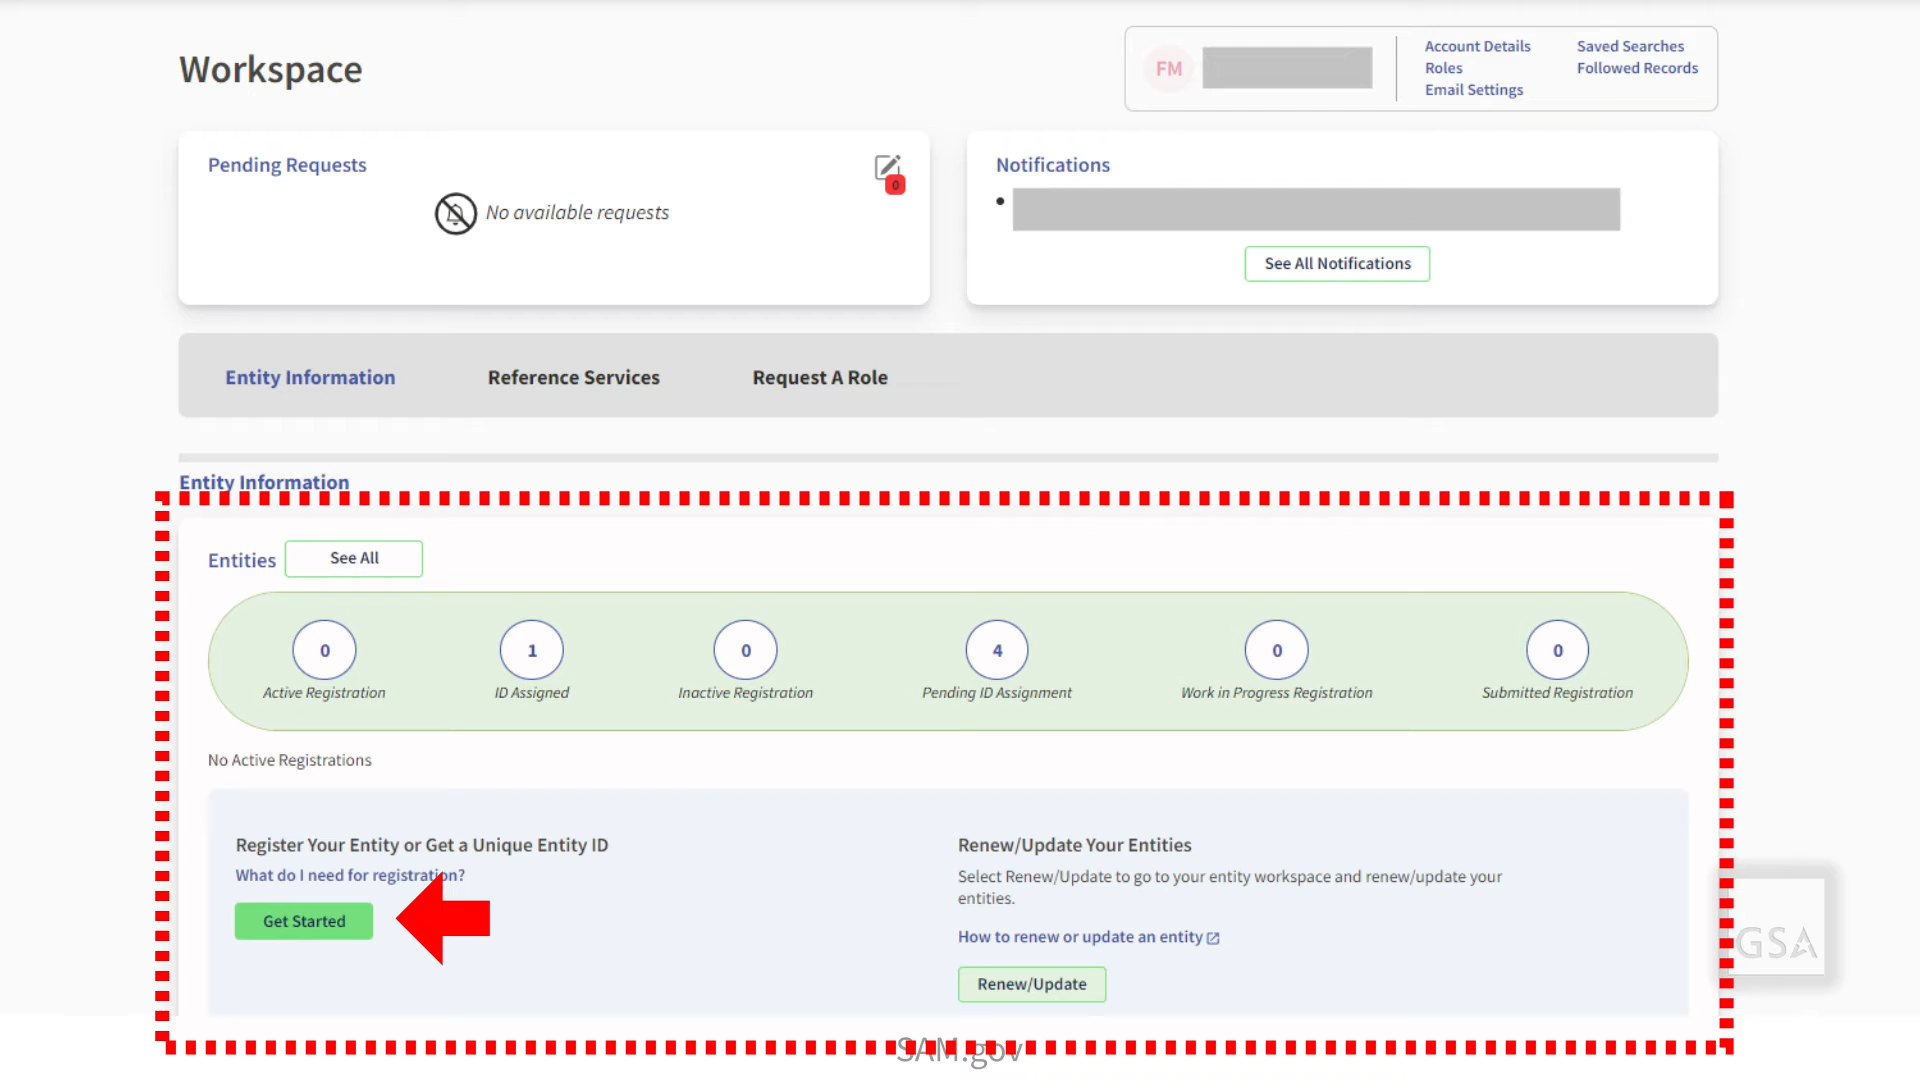 Workspace
FM
Account Details
Roles
Email Settings
Saved Searches
Followed Records
Pending Requests
0
No available requests
Notifications
See All Notifications
Entity Information
Reference Services
Request A Role
Entity Information
Entities
See All
0
Active Registration
1
ID Assigned
0
Inactive Registration
4
Pending ID Assignment
0
Work in Progress Registration
0
Submitted Registration
No Active Registrations
Register Your Entity or Get a Unique Entity ID
What do I need for registration?
Get Started
Renew/Update Your Entities
Select Renew/Update to go to your entity workspace and renew/update your
entities.
How to renew or update an entity
Renew/Update
GSA
SAM.gov